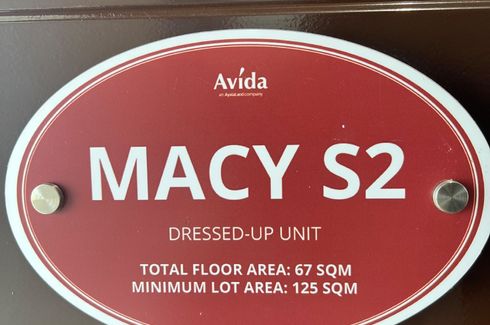 Avida
an AyalaLand company
MACY S2
DRESSED-UP UNIT
TOTAL FLOOR AREA: 67 SQM
MINIMUM LOT AREA: 125 SQM